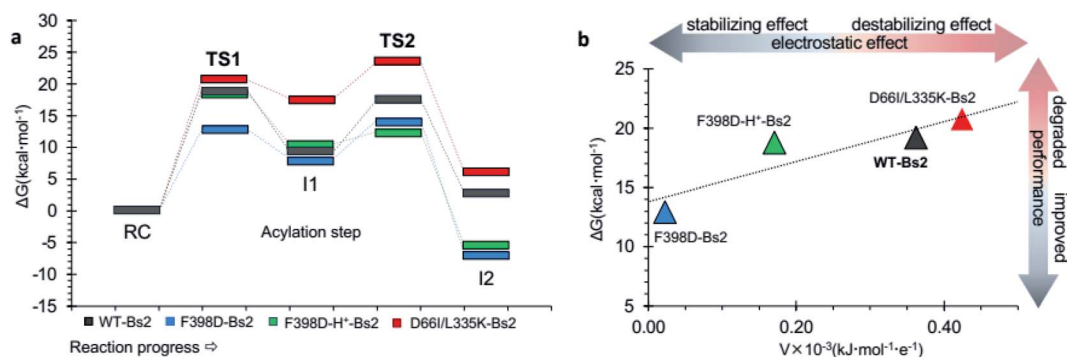 a
30
25
20
15
10
5
0
-5
-10
-15
ΔG(kcal·mol⁻¹)
TS1
TS2
RC
I1
I2
Acylation step
WT-Bs2 F398D-Bs2 F398D-H⁺-Bs2 D66I/L335K-Bs2
Reaction progress ⇨
b
stabilizing effect destabilizing effect
electrostatic effect
25
20
15
10
5
ΔG(kcal·mol⁻¹)
D66I/L335K-Bs2
F398D-H⁺-Bs2
WT-Bs2
F398D-Bs2
0.00 0.20 0.40
V×10⁻³(kJ·mol⁻¹·e⁻¹)
degraded improved
performance